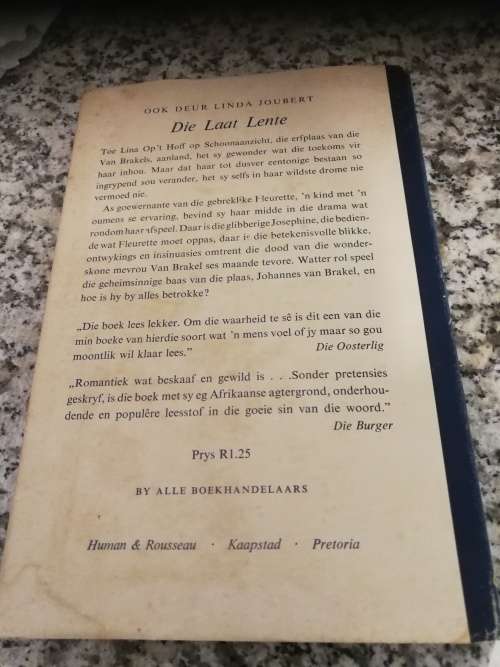 OOK DEUR LINDA JOUBERT
Die Laat Lente
Toe Lina Op't Hoff op Schoonaanzicht, die erfplaas van die
Van Brakels, aanland, het sy gewonder wat die toekoms vir
haar inhou. Maar dat haar tot dusver eentonige bestaan so
ingrypend sou verander, het sy selfs in haar wildste drome nie
vermoed nie.
As goewernante van die gebreklike Fleurette, 'n kind met 'n
oumens se ervaring, bevind sy haar midde in die drama wat
rondom haar afspeel. Daar is die glibberige Josephine, die bedien-
de wat Fleurette moet oppas, daar is die betekenisvolle blikke,
ontwykings en insinuasies omtrent die dood van die wonder-
skone mevrou Van Brakel ses maande tevore. Watter rol speel
die geheimsinnige baas van die plaas, Johannes van Brakel, en
hoe is hy by alles betrokke?
„Die boek lees lekker. Om die waarheid te sê is dit een van die
min boeke van hierdie soort wat 'n mens voel of jy maar so gou
moontlik wil klaar lees.” Die Oosterlig
„Romantiek wat beskaaf en gewild is . . .Sonder pretensies
geskryf, is die boek met sy eg Afrikaanse agtergrond, onderhou-
dende en populêre leesstof in die goeie sin van die woord.”
Die Burger
Prys R1.25
BY ALLE BOEKHANDELAARS
Human & Rousseau · Kaapstad · Pretoria